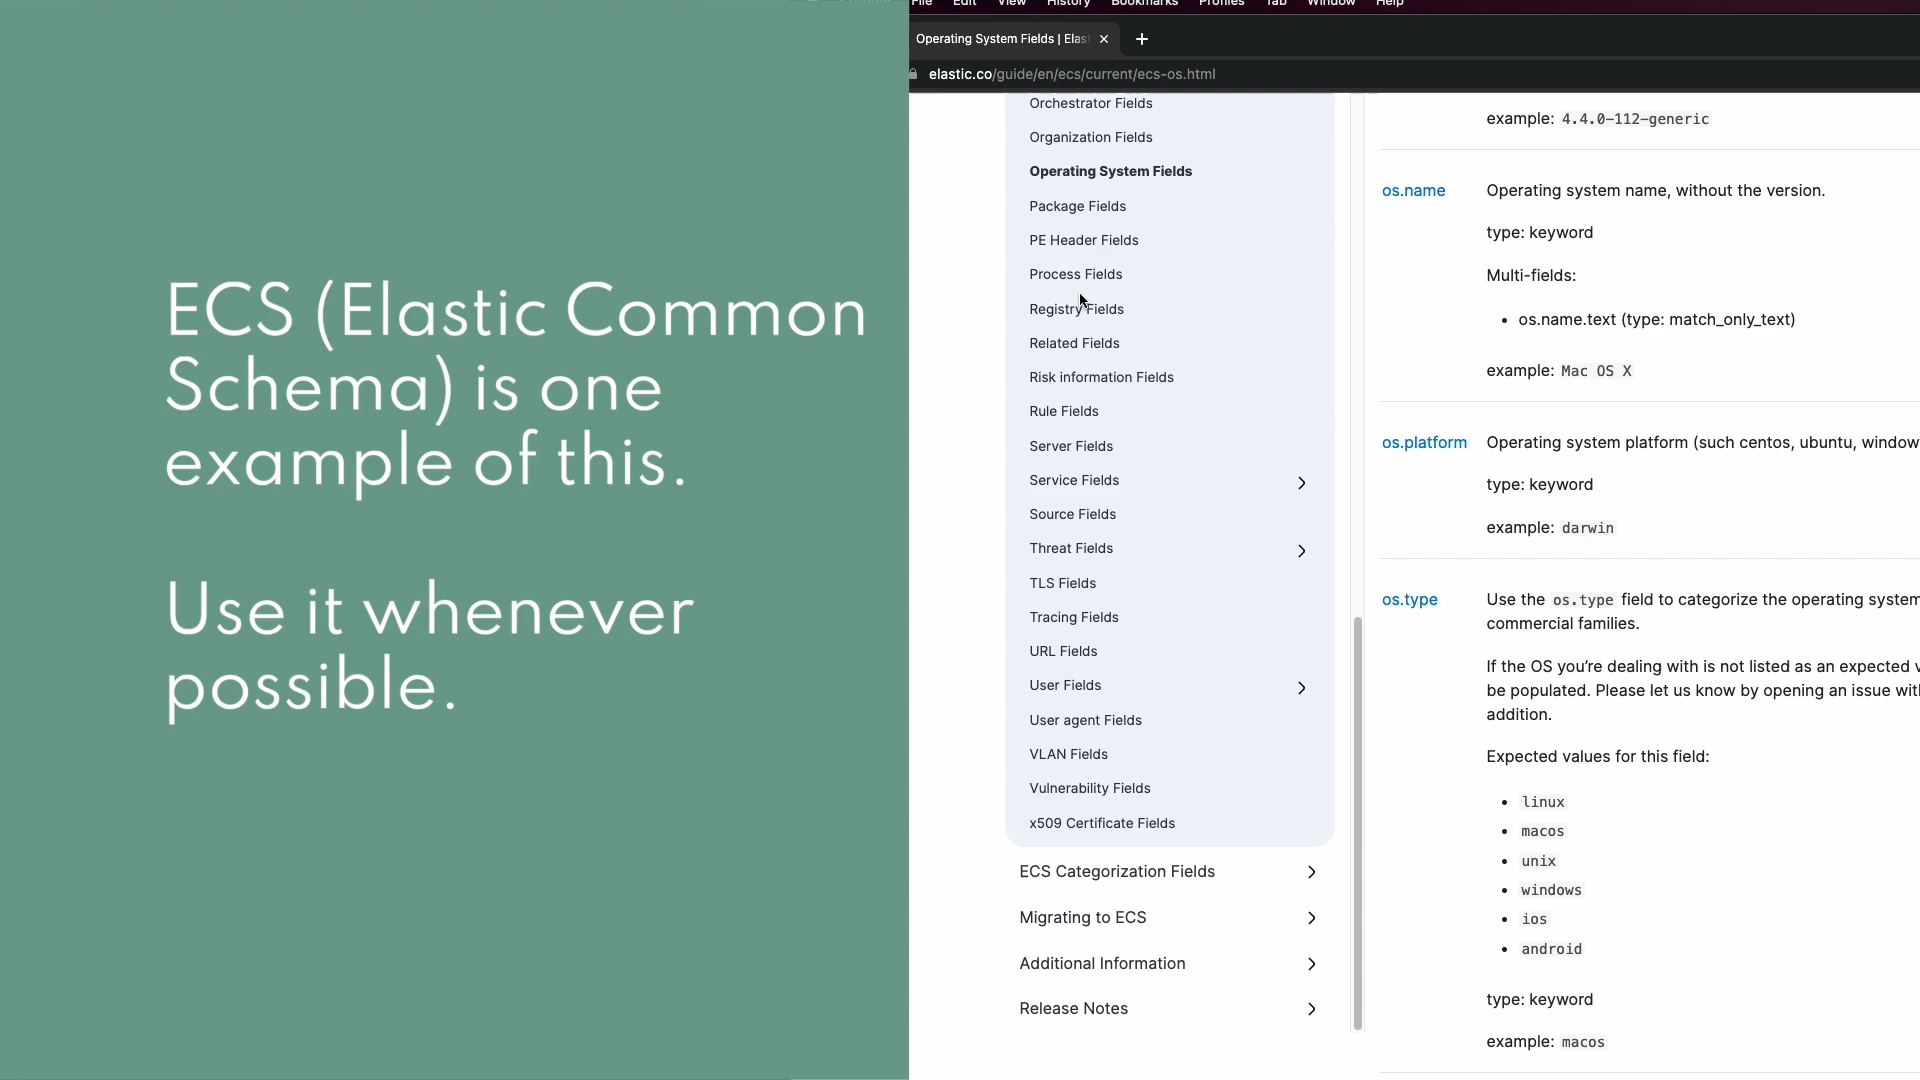 ECS (Elastic Common
Schema) is one
example of this.
Use it whenever
possible.
File Edit View History Bookmarks Profiles Tab Window Help
Operating System Fields | Elas
elastic.co/guide/en/ecs/current/ecs-os.html
Orchestrator Fields
Organization Fields
Operating System Fields
Package Fields
PE Header Fields
Process Fields
Registry Fields
Related Fields
Risk information Fields
Rule Fields
Server Fields
Service Fields
Source Fields
Threat Fields
TLS Fields
Tracing Fields
URL Fields
User Fields
User agent Fields
VLAN Fields
Vulnerability Fields
x509 Certificate Fields
ECS Categorization Fields
Migrating to ECS
Additional Information
Release Notes
example: 4.4.0-112-generic
os.name Operating system name, without the version.
type: keyword
Multi-fields:
• os.name.text (type: match_only_text)
example: Mac OS X
os.platform Operating system platform (such centos, ubuntu, window
type: keyword
example: darwin
os.type Use the os.type field to categorize the operating system
commercial families.
If the OS you’re dealing with is not listed as an expected v
be populated. Please let us know by opening an issue wit
addition.
Expected values for this field:
• linux
• macos
• unix
• windows
• ios
• android
type: keyword
example: macos